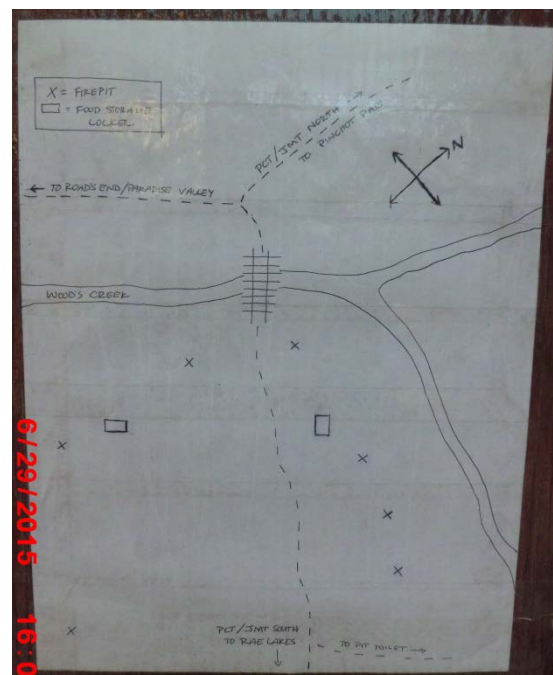 X = FIREPIT
= FOOD STORAGE
LOCKER
PCT/JMT NORTH →
TO PINCHOT PASS
N
← TO ROAD'S END/PARADISE VALLEY
WOODS CREEK
X
X
X
X
X
X
X
PCT/JMT SOUTH
TO RAE LAKES
↓
TO PIT TOILET →
6/29/2015 16:0